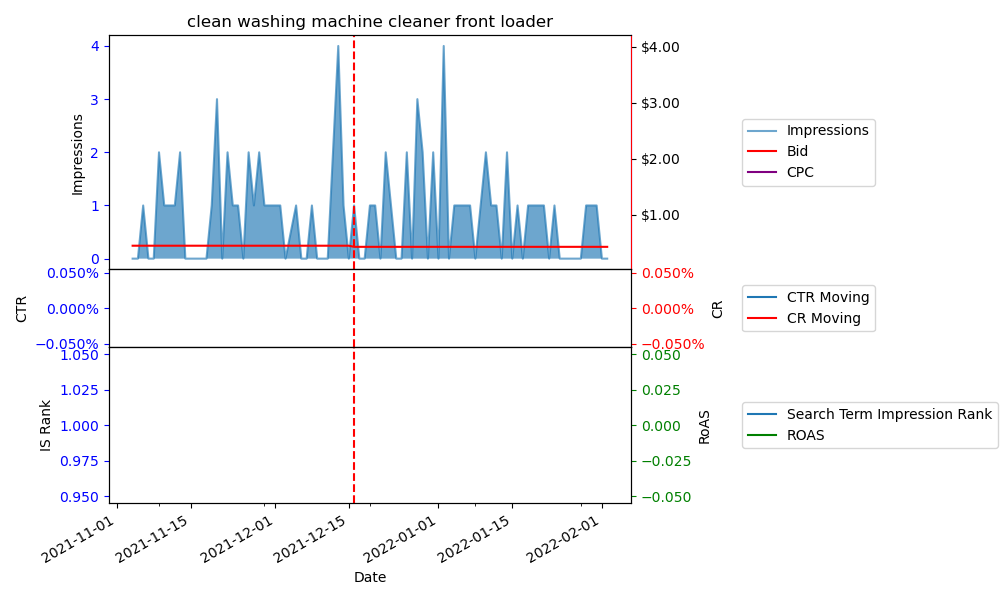 clean washing machine cleaner front loader
4
3
2
1
0
Impressions
$4.00
$3.00
$2.00
$1.00
Impressions
Bid
CPC
0.050%
0.000%
−0.050%
CTR
0.050%
0.000%
−0.050%
CR
CTR Moving
CR Moving
1.050
1.025
1.000
0.975
0.950
IS Rank
0.050
0.025
0.000
−0.025
−0.050
RoAS
Search Term Impression Rank
ROAS
2021-11-01
2021-11-15
2021-12-01
2021-12-15
2022-01-01
2022-01-15
2022-02-01
Date